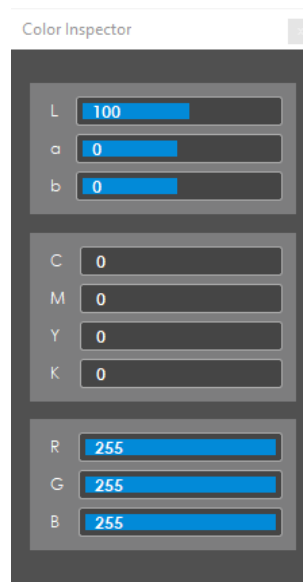 Color Inspector
L 100
a 0
b 0
C 0
M 0
Y 0
K 0
R 255
G 255
B 255